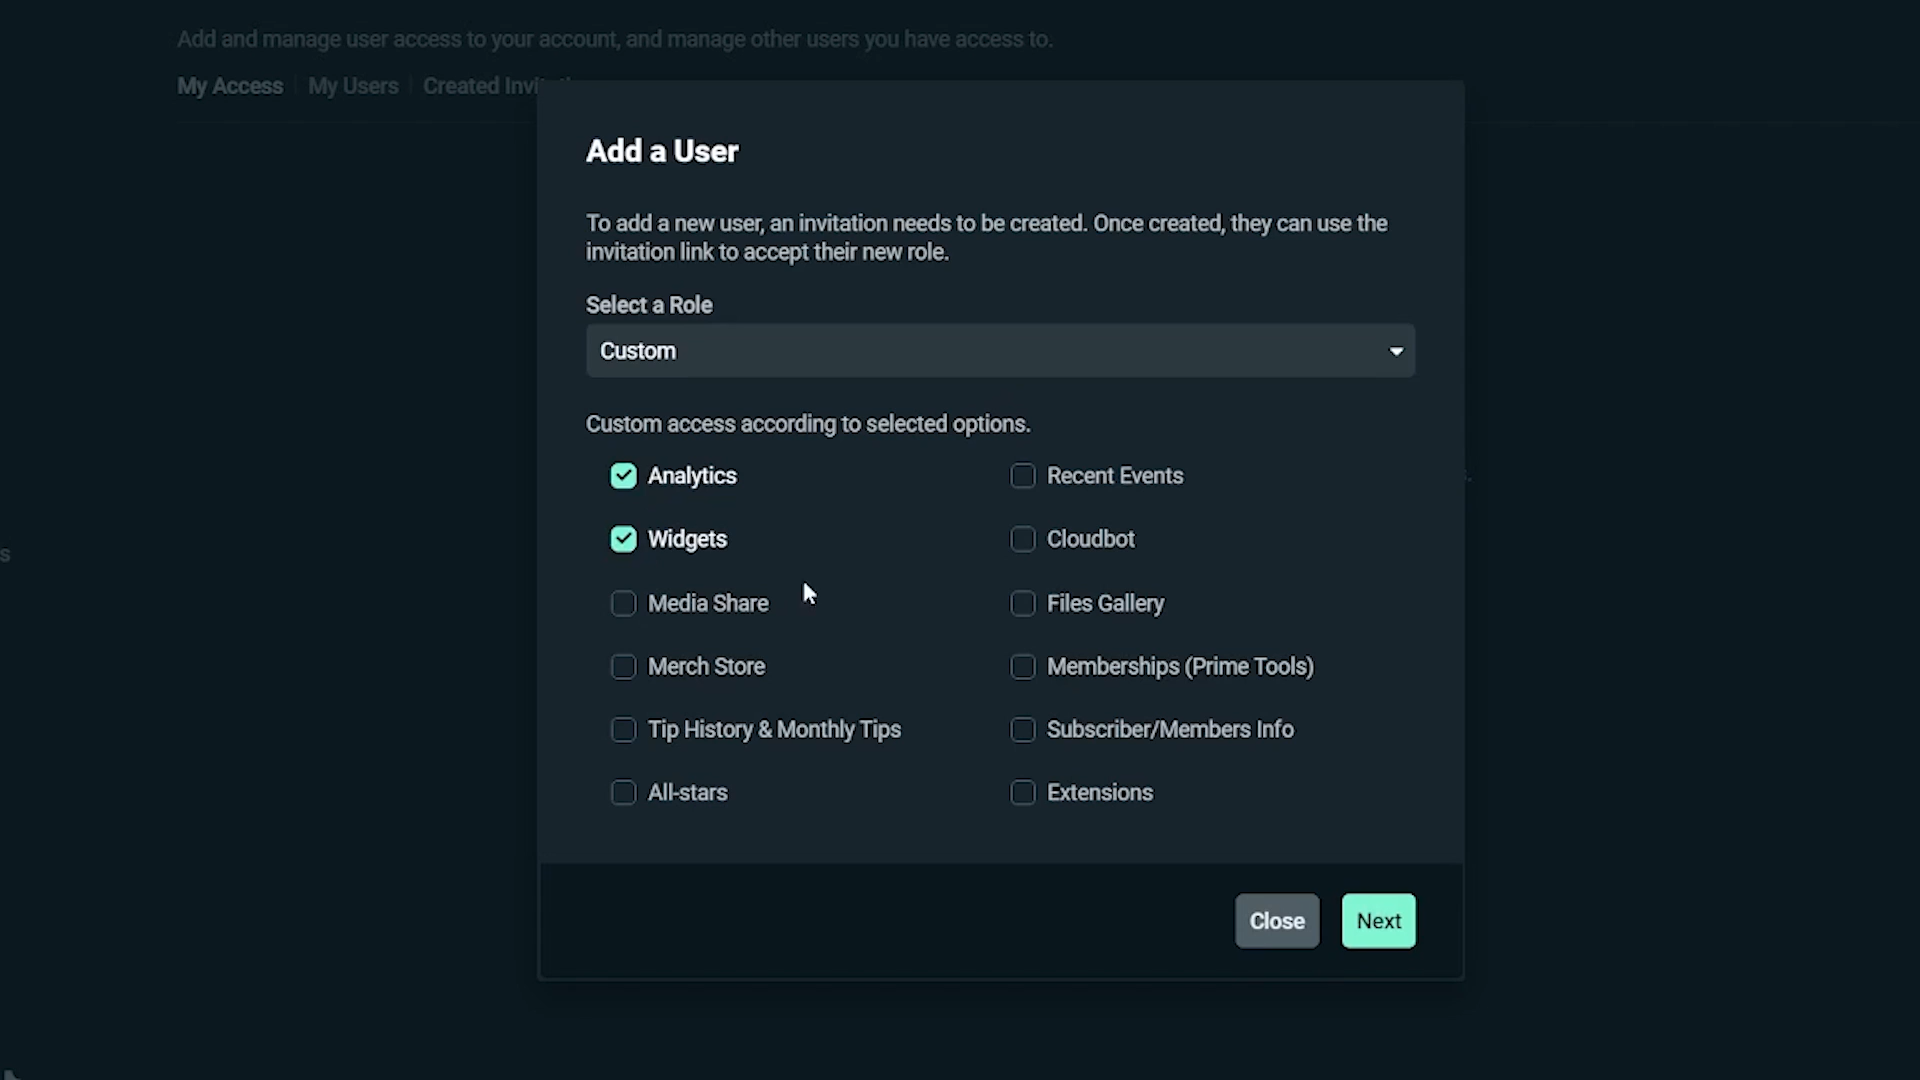 Add and manage user access to your account, and manage other users you have access to.
My Access
My Users
Created
Add a User
To add a new user, an invitation needs to be created. Once created, they can use the
invitation link to accept their new role.
Select a Role
Custom
Custom access according to selected options.
Analytics
Recent Events
Widgets
Cloudbot
Media Share
Files Gallery
Merch Store
Memberships (Prime Tools)
Tip History & Monthly Tips
Subscriber/Members Info
All-stars
Extensions
Close
Next